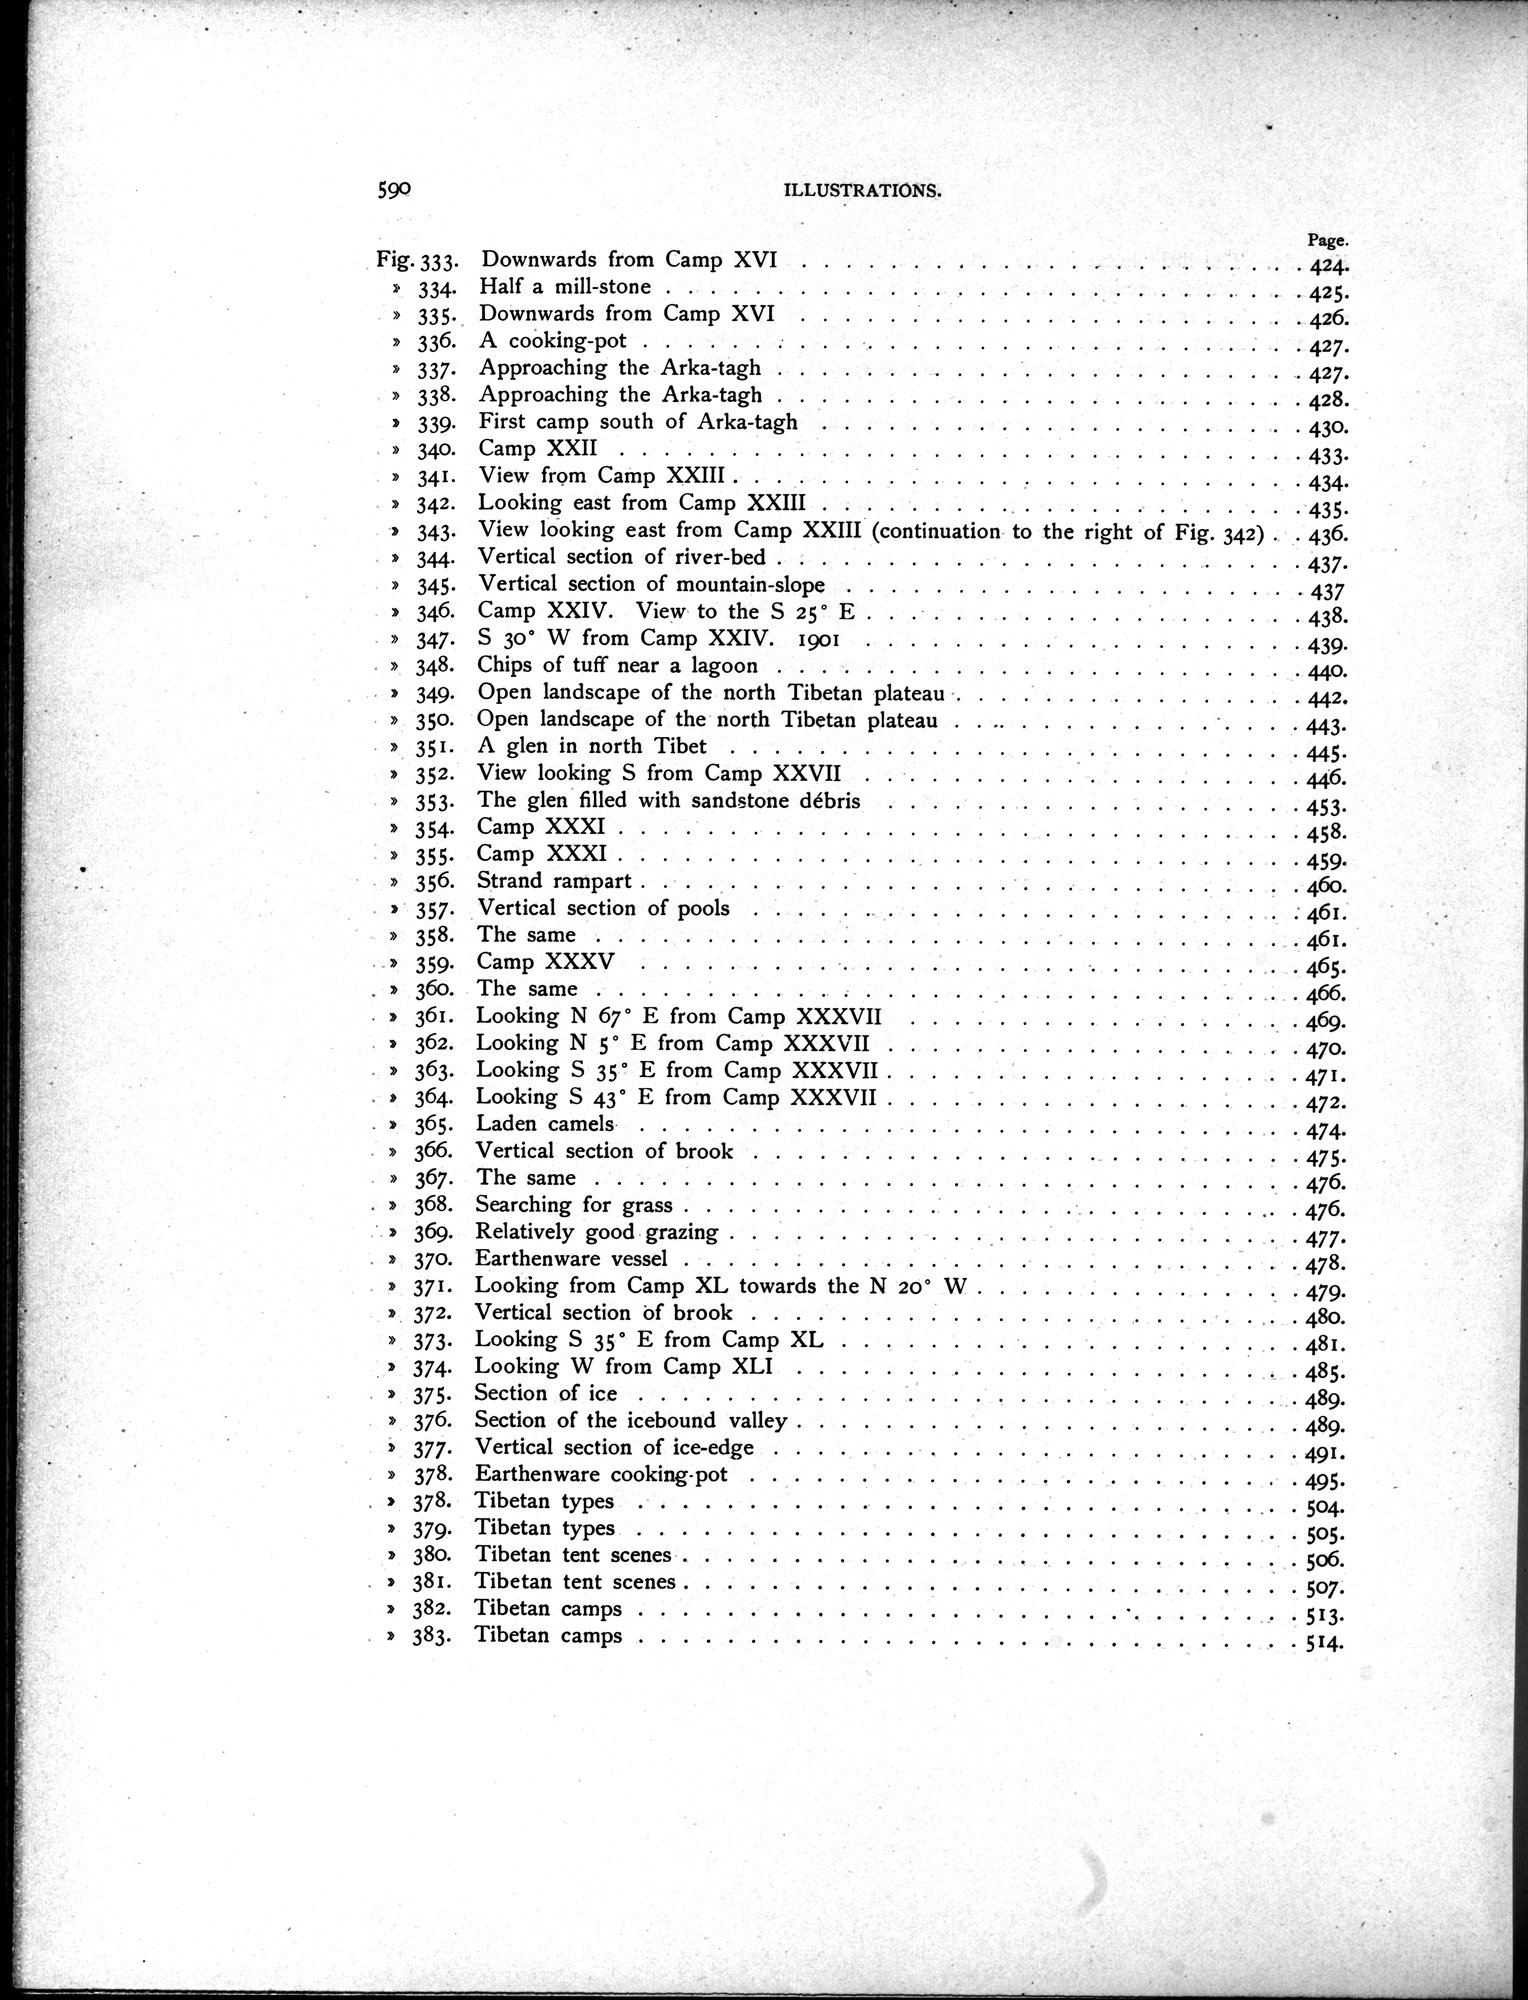 590 ILLUSTRATIONS.
Page.
Fig. 333. Downwards from Camp XVI . . . . . . . . . . 424.
» 334. Half a mill-stone . . . . . . . . . . 425.
» 335. Downwards from Camp XVI . . . . . . . . . . 426.
» 336. A cooking-pot . . . . . . . . . . 427.
» 337. Approaching the Arka-tagh . . . . . . . . . . 427.
» 338. Approaching the Arka-tagh . . . . . . . . . . 428.
» 339. First camp south of Arka-tagh . . . . . . . . . . 430.
» 340. Camp XXII . . . . . . . . . . 433.
» 341. View from Camp XXIII . . . . . . . . . . 434.
» 342. Looking east from Camp XXIII . . . . . . . . . . 435.
» 343. View looking east from Camp XXIII (continuation to the right of Fig. 342) . . 436.
» 344. Vertical section of river-bed . . . . . . . . . . 437.
» 345. Vertical section of mountain-slope . . . . . . . . . . 437
» 346. Camp XXIV. View to the S 25° E . . . . . . . . . . 438.
» 347. S 30° W from Camp XXIV. 1901 . . . . . . . . . . 439.
» 348. Chips of tuff near a lagoon . . . . . . . . . . 440.
» 349. Open landscape of the north Tibetan plateau . . . . . . . . . . 442.
» 350. Open landscape of the north Tibetan plateau . . . . . . . . . . 443.
» 351. A glen in north Tibet . . . . . . . . . . 445.
» 352. View looking S from Camp XXVII . . . . . . . . . . 446.
» 353. The glen filled with sandstone débris . . . . . . . . . . 453.
» 354. Camp XXXI . . . . . . . . . . 458.
» 355. Camp XXXI . . . . . . . . . . 459.
» 356. Strand rampart . . . . . . . . . . 460.
» 357. Vertical section of pools . . . . . . . . . . 461.
» 358. The same . . . . . . . . . . 461.
» 359. Camp XXXV . . . . . . . . . . 465.
» 360. The same . . . . . . . . . . 466.
» 361. Looking N 67° E from Camp XXXVII . . . . . . . . . . 469.
» 362. Looking N 5° E from Camp XXXVII . . . . . . . . . . 470.
» 363. Looking S 35° E from Camp XXXVII . . . . . . . . . . 471.
» 364. Looking S 43° E from Camp XXXVII . . . . . . . . . . 472.
» 365. Laden camels . . . . . . . . . . 474.
» 366. Vertical section of brook . . . . . . . . . . 475.
» 367. The same . . . . . . . . . . 476.
» 368. Searching for grass . . . . . . . . . . 476.
» 369. Relatively good grazing . . . . . . . . . . 477.
» 370. Earthenware vessel . . . . . . . . . . 478.
» 371. Looking from Camp XL towards the N 20° W . . . . . . . . . . 479.
» 372. Vertical section of brook . . . . . . . . . . 480.
» 373. Looking S 35° E from Camp XL . . . . . . . . . . 481.
» 374. Looking W from Camp XLI . . . . . . . . . . 485.
» 375. Section of ice . . . . . . . . . . 489.
» 376. Section of the icebound valley . . . . . . . . . . 489.
» 377. Vertical section of ice-edge . . . . . . . . . . 491.
» 378. Earthenware cooking-pot . . . . . . . . . . 495.
» 378. Tibetan types . . . . . . . . . . 504.
» 379. Tibetan types . . . . . . . . . . 505.
» 380. Tibetan tent scenes . . . . . . . . . . 506.
» 381. Tibetan tent scenes . . . . . . . . . . 507.
» 382. Tibetan camps . . . . . . . . . . 513.
» 383. Tibetan camps . . . . . . . . . . 514.